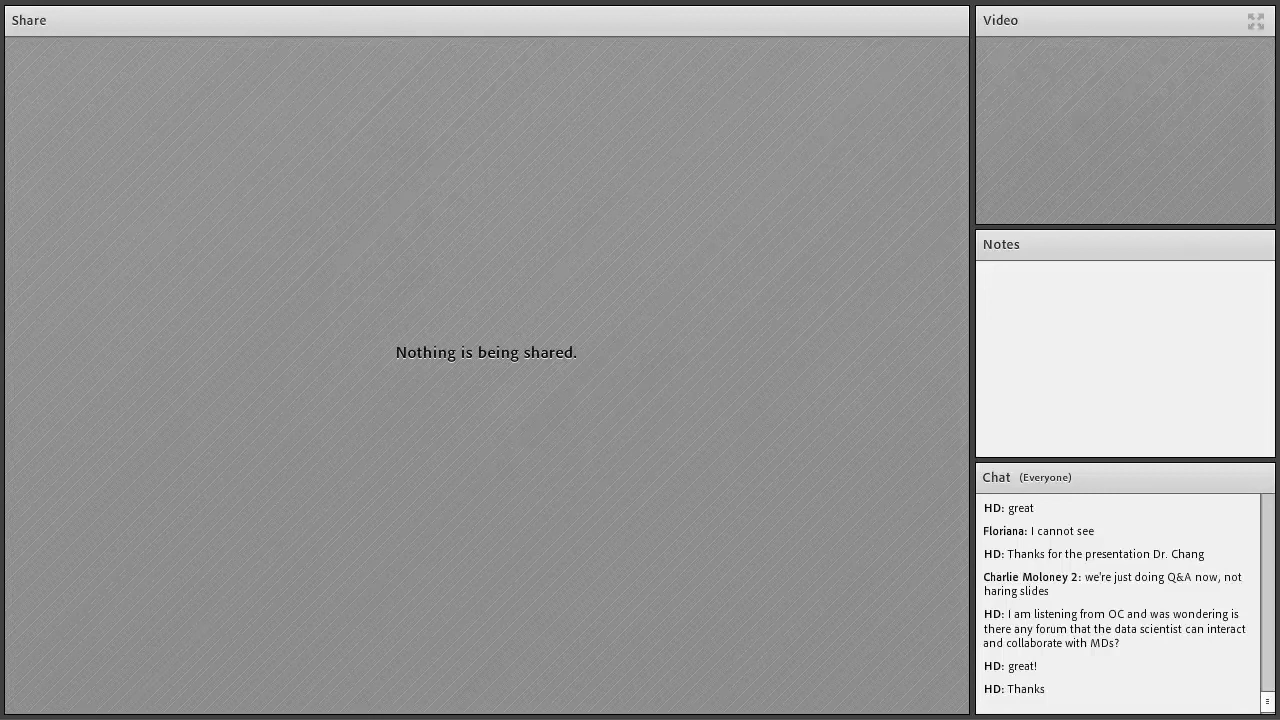 Share
Nothing is being shared.
Video
Notes
Chat (Everyone)
HD: great
Floriana: I cannot see
HD: Thanks for the presentation Dr. Chang
Charlie Moloney 2: we're just doing Q&A now, not
haring slides
HD: I am listening from OC and was wondering is
there any forum that the data scientist can interact
and collaborate with MDs?
HD: great!
HD: Thanks